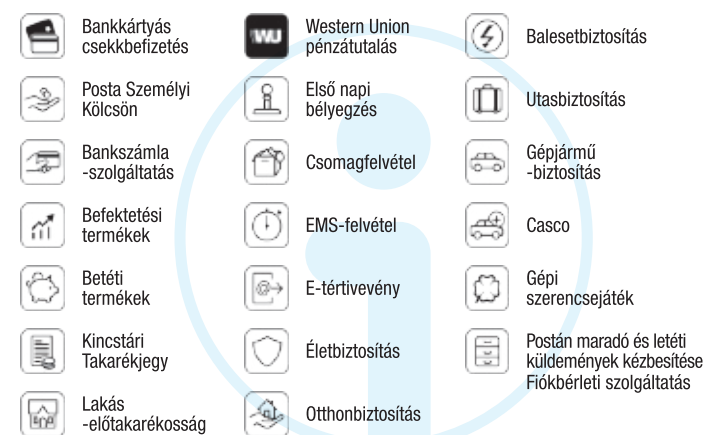 Bankkártyás
csekkbefizetés
Posta Személyi
Kölcsön
Bankszámla
-szolgáltatás
Befektetési
termékek
Betéti
termékek
Kincstári
Takarékjegy
Lakás
-előtakarékosság
WU
Western Union
pénzátutalás
Első napi
bélyegzés
Csomagfelvétel
EMS-felvétel
@
E-tértivevény
Életbiztosítás
Otthonbiztosítás
Balesetbiztosítás
Utasbiztosítás
Gépjármű
-biztosítás
Casco
Gépi
szerencsejáték
Postán maradó és letéti
küldemények kézbesítése
Fiókbérleti szolgáltatás